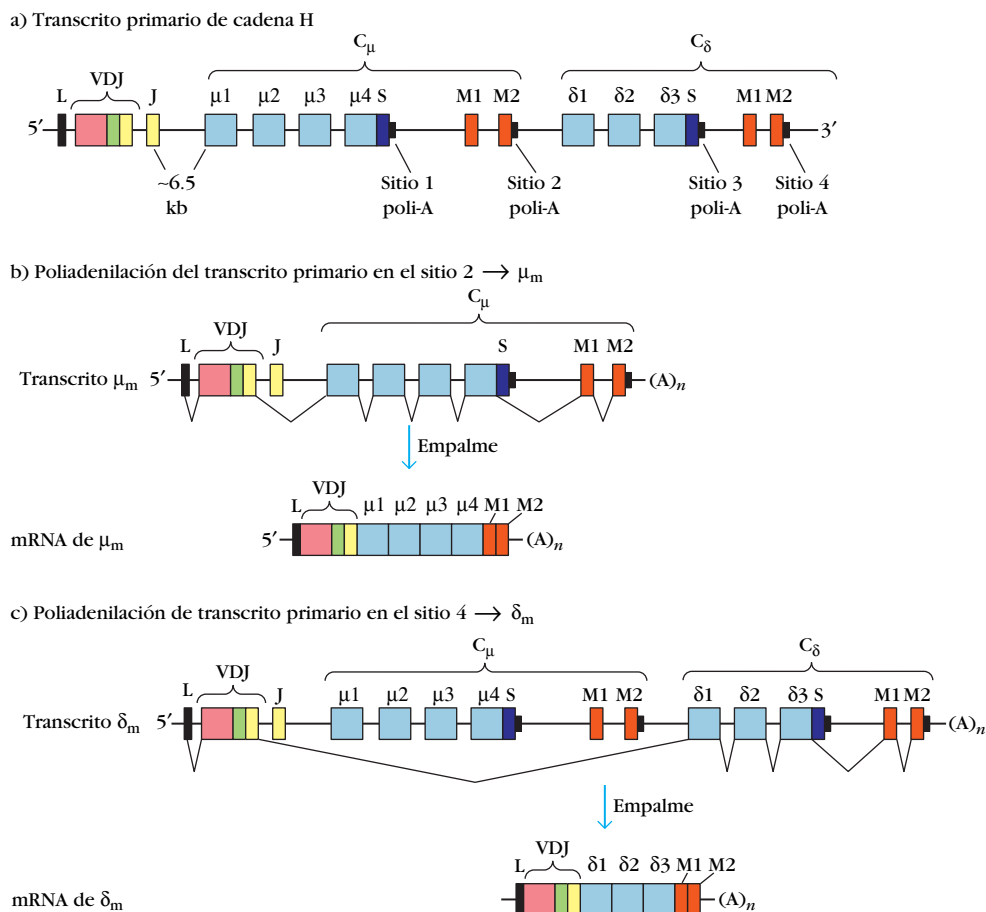 a) Transcrito primario de cadena H
Cμ Cδ
VDJ
L J μ1 μ2 μ3 μ4 S M1 M2 δ1 δ2 δ3 S M1 M2
5′ 3′
~6.5 kb
Sitio 1 poli-A
Sitio 2 poli-A
Sitio 3 poli-A
Sitio 4 poli-A
b) Poliadenilación del transcrito primario en el sitio 2 → μm
Cμ
VDJ
L J S M1 M2
Transcrito μm 5′ (A)n
Empalme
VDJ
L μ1 μ2 μ3 μ4 M1 M2
mRNA de μm 5′ (A)n
c) Poliadenilación de transcrito primario en el sitio 4 → δm
Cμ Cδ
VDJ
L J μ1 μ2 μ3 μ4 S M1 M2 δ1 δ2 δ3 S M1 M2
Transcrito δm 5′ (A)n
Empalme
VDJ
L δ1 δ2 δ3 M1 M2
mRNA de δm (A)n